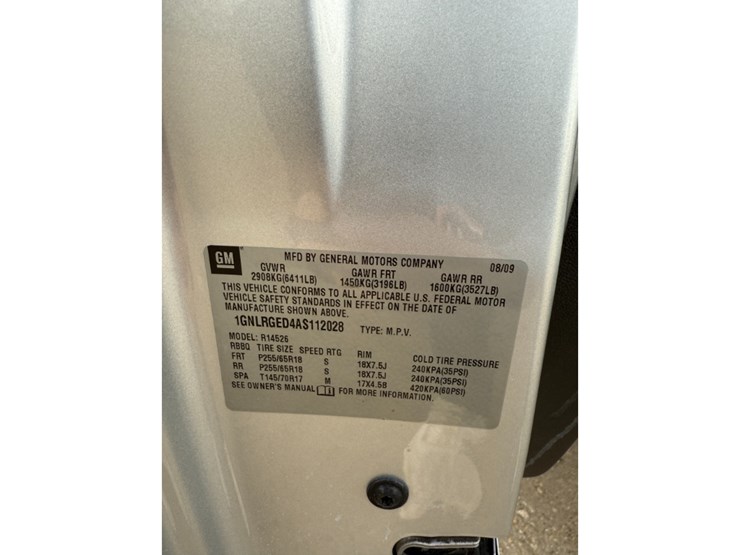 GM
MFD BY GENERAL MOTORS COMPANY 08/09
GVWR GAWR FRT GAWR RR
2908KG(6411LB) 1450KG(3196LB) 1600KG(3527LB)
THIS VEHICLE CONFORMS TO ALL APPLICABLE U.S. FEDERAL MOTOR
VEHICLE SAFETY STANDARDS IN EFFECT ON THE DATE OF
MANUFACTURE SHOWN ABOVE.
1GNLRGED4AS112028 TYPE: M.P.V.
MODEL: R14526
RBBQ TIRE SIZE SPEED RTG RIM COLD TIRE PRESSURE
FRT P255/65R18 S 18X7.5J 240KPA(35PSI)
RR P255/65R18 S 18X7.5J 240KPA(35PSI)
SPA T145/70R17 M 17X4.5B 420KPA(60PSI)
SEE OWNER'S MANUAL FOR MORE INFORMATION.